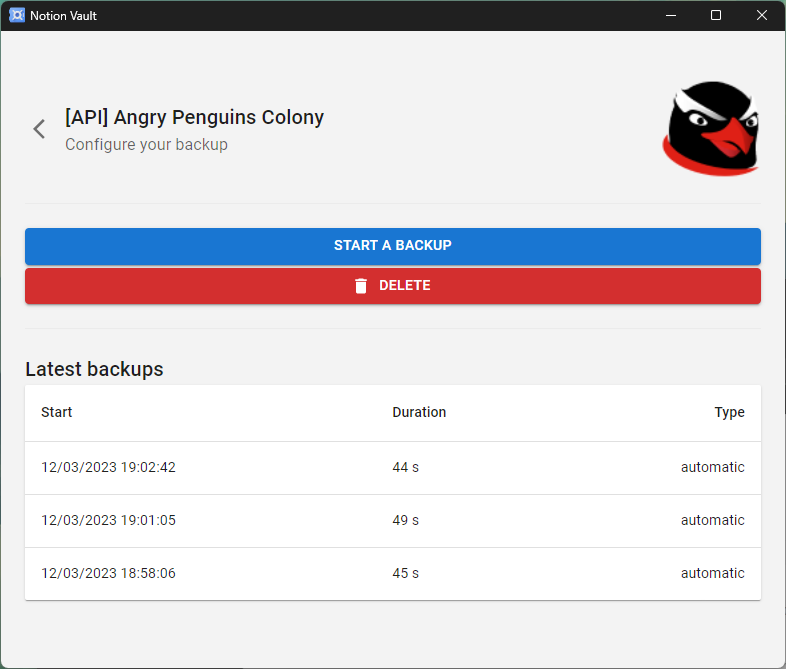 Notion Vault
[API] Angry Penguins Colony
Configure your backup
START A BACKUP
DELETE
Latest backups
Start Duration Type
12/03/2023 19:02:42 44 s automatic
12/03/2023 19:01:05 49 s automatic
12/03/2023 18:58:06 45 s automatic